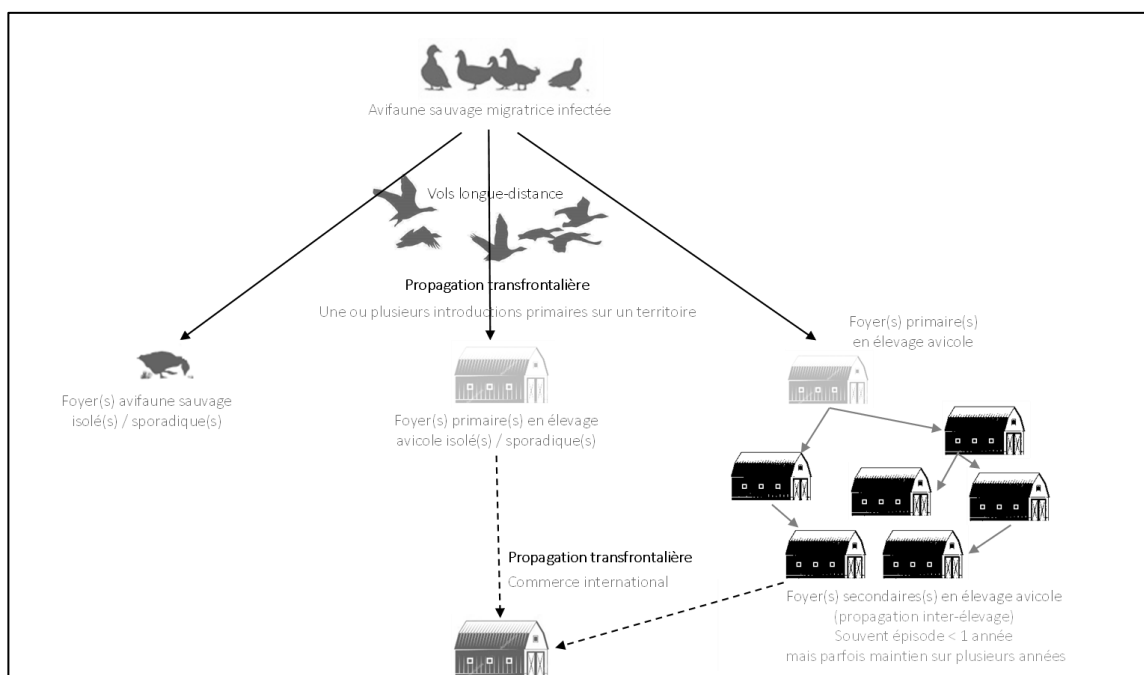 Avifaune sauvage migratrice infectée
Vols longue-distance
Propagation transfrontalière
Une ou plusieurs introductions primaires sur un territoire
Foyer(s) primaire(s)
en élevage avicole
Foyer(s) avifaune sauvage
isolé(s) / sporadique(s)
Foyer(s) primaire(s) en élevage
avicole isolé(s) / sporadique(s)
Propagation transfrontalière
Commerce international
Foyer(s) secondaires(s) en élevage avicole
(propagation inter-élevage)
Souvent épisode < 1 année
mais parfois maintien sur plusieurs années